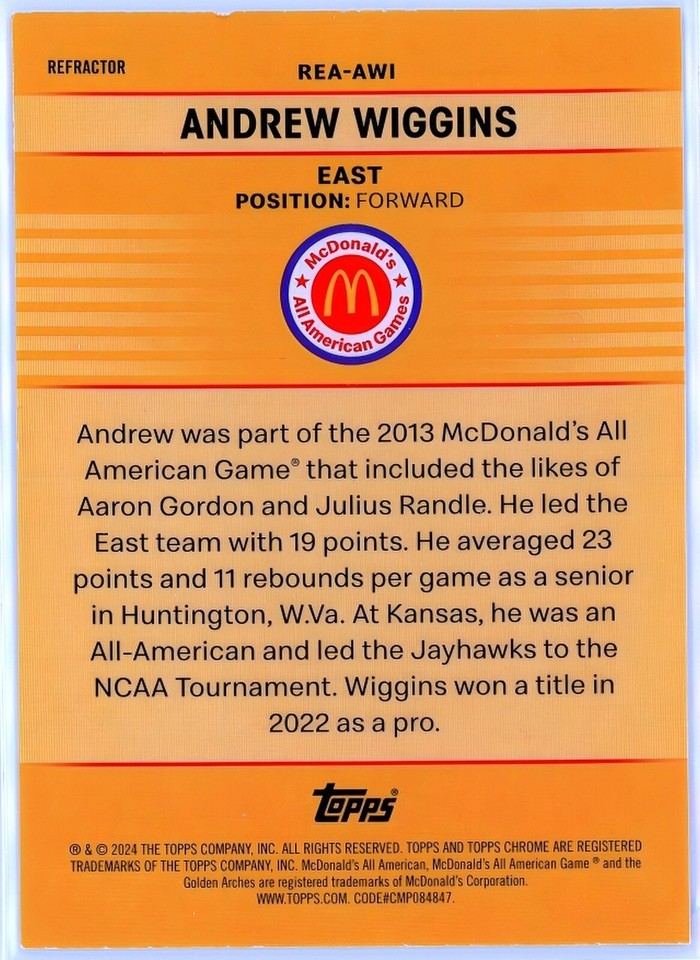 REFRACTOR
REA-AWI
ANDREW WIGGINS
EAST
POSITION: FORWARD
McDonald's
M
★ ★
All American Games
Andrew was part of the 2013 McDonald's All
American Game® that included the likes of
Aaron Gordon and Julius Randle. He led the
East team with 19 points. He averaged 23
points and 11 rebounds per game as a senior
in Huntington, W.Va. At Kansas, he was an
All-American and led the Jayhawks to the
NCAA Tournament. Wiggins won a title in
2022 as a pro.
topps®
® & © 2024 THE TOPPS COMPANY, INC. ALL RIGHTS RESERVED. TOPPS AND TOPPS CHROME ARE REGISTERED
TRADEMARKS OF THE TOPPS COMPANY, INC. McDonald's All American, McDonald's All American Game ® and the
Golden Arches are registered trademarks of McDonald's Corporation.
WWW.TOPPS.COM. CODE#CMP084847.